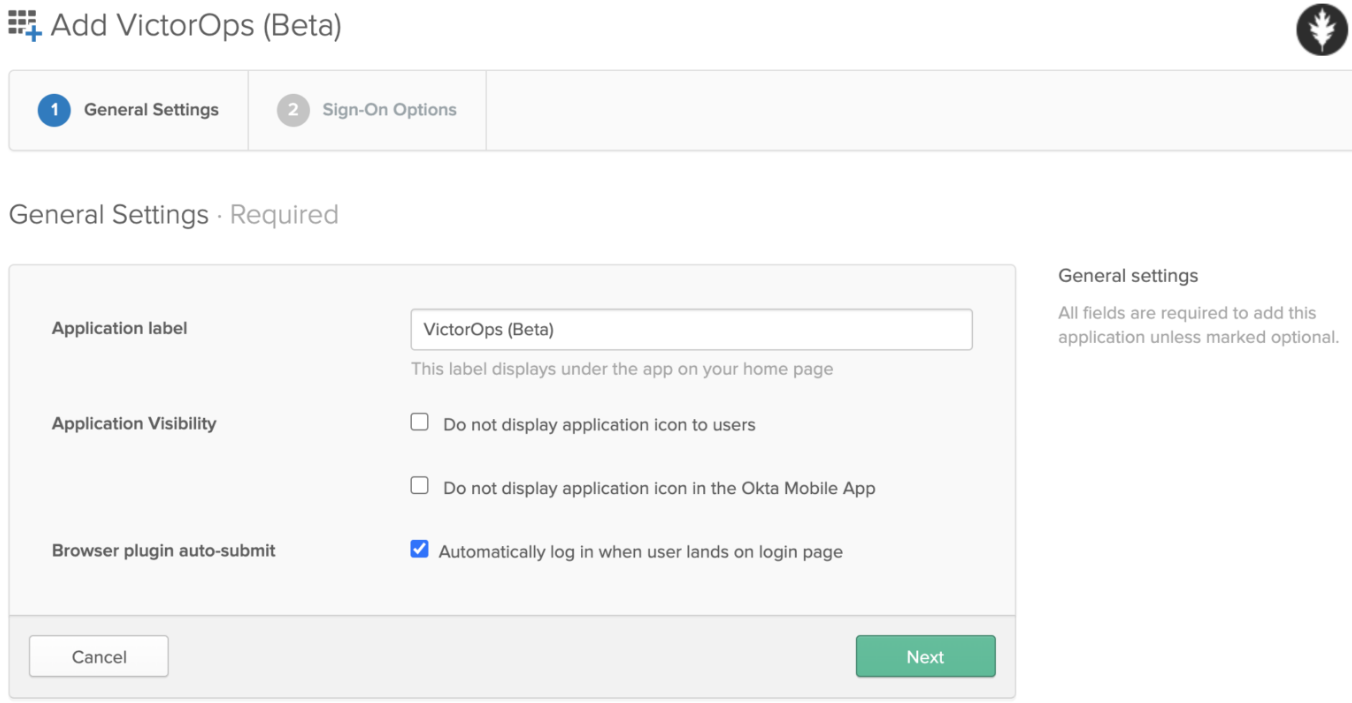 Add VictorOps (Beta)
1 General Settings 2 Sign-On Options
General Settings · Required
General settings
All fields are required to add this
application unless marked optional.
Application label VictorOps (Beta)
This label displays under the app on your home page
Application Visibility Do not display application icon to users
Do not display application icon in the Okta Mobile App
Browser plugin auto-submit Automatically log in when user lands on login page
Cancel Next